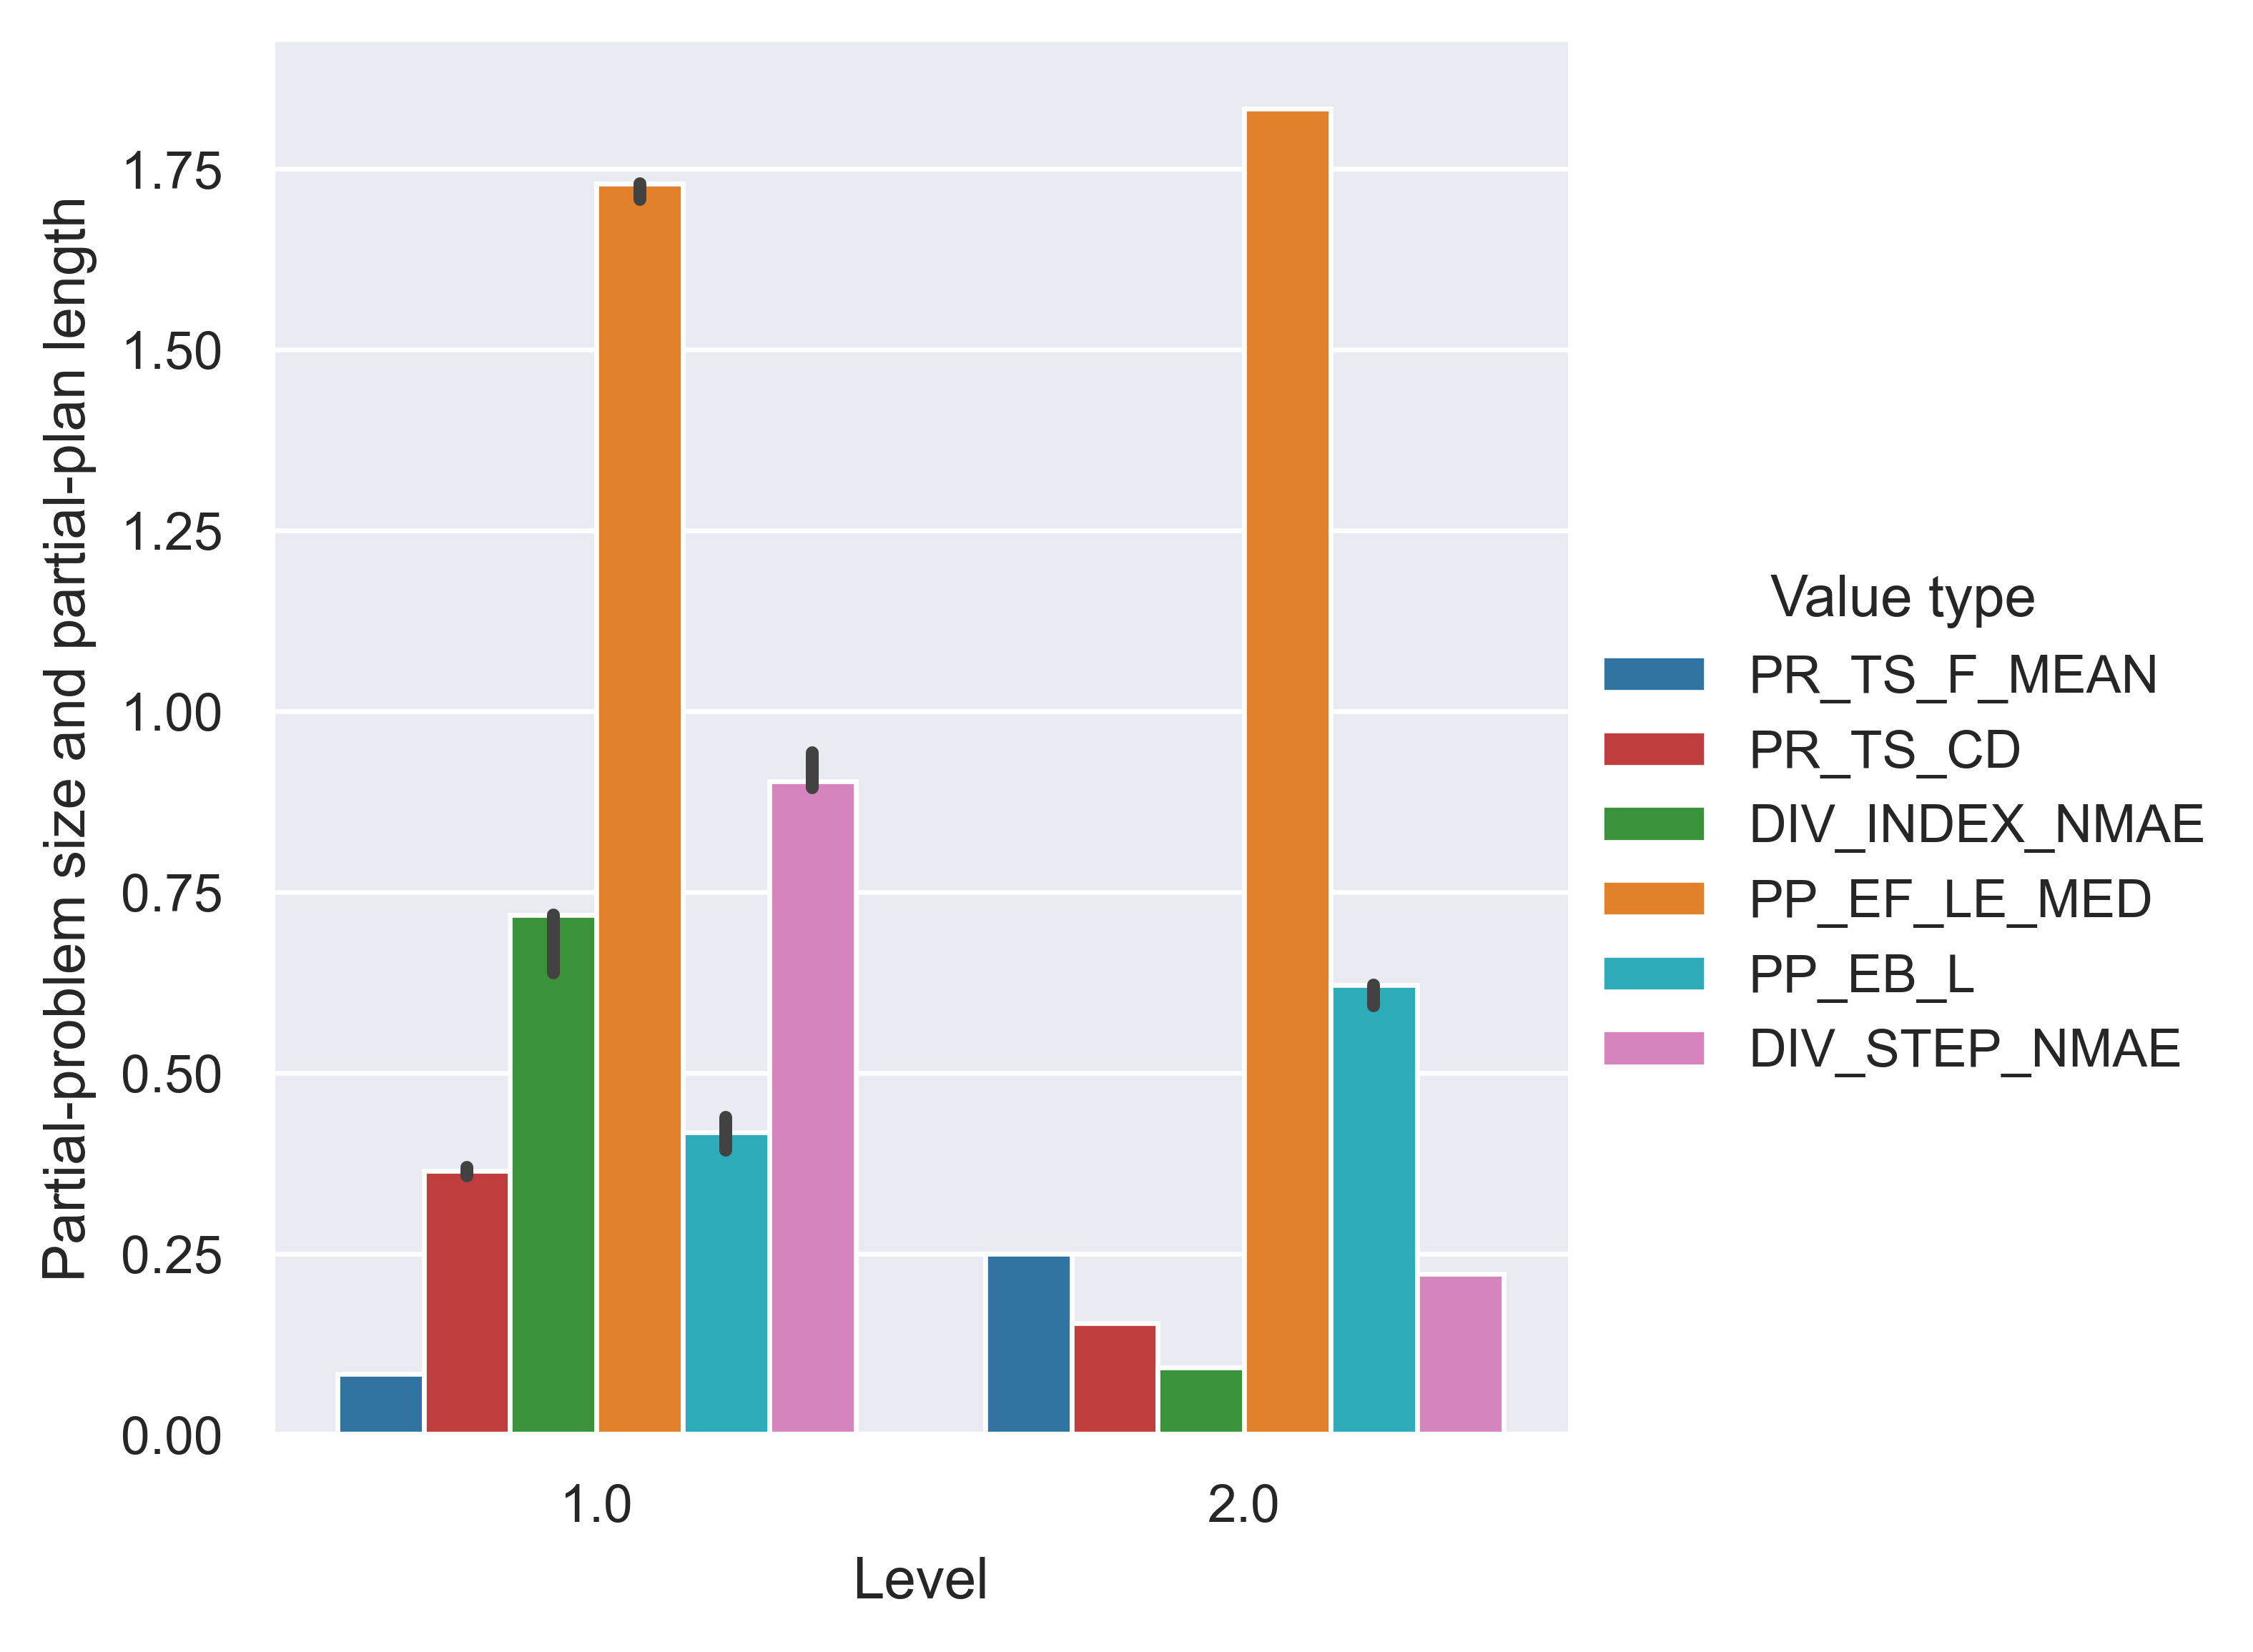 Partial-problem size and partial-plan length
1.75
1.50
1.25
1.00
0.75
0.50
0.25
0.00
1.0
2.0
Level
Value type
PR_TS_F_MEAN
PR_TS_CD
DIV_INDEX_NMAE
PP_EF_LE_MED
PP_EB_L
DIV_STEP_NMAE